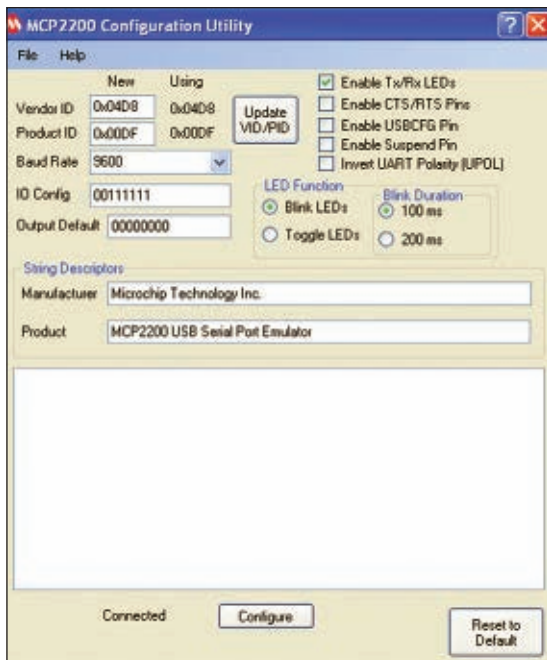 MCP2200 Configuration Utility
File Help
New Using
Vendor ID 0x04D8 0x04D8
Product ID 0x00DF 0x00DF
Update VID/PID
Baud Rate 9600
IO Config 00111111
Output Default 00000000
Enable Tx/Rx LEDs
Enable CTS/RTS Pins
Enable USBCFG Pin
Enable Suspend Pin
Invert UART Polarity (UPOL)
LED Function
Blink LEDs
Toggle LEDs
Blink Duration
100 ms
200 ms
String Descriptors
Manufacturer Microchip Technology Inc.
Product MCP2200 USB Serial Port Emulator
Connected Configure
Reset to
Default